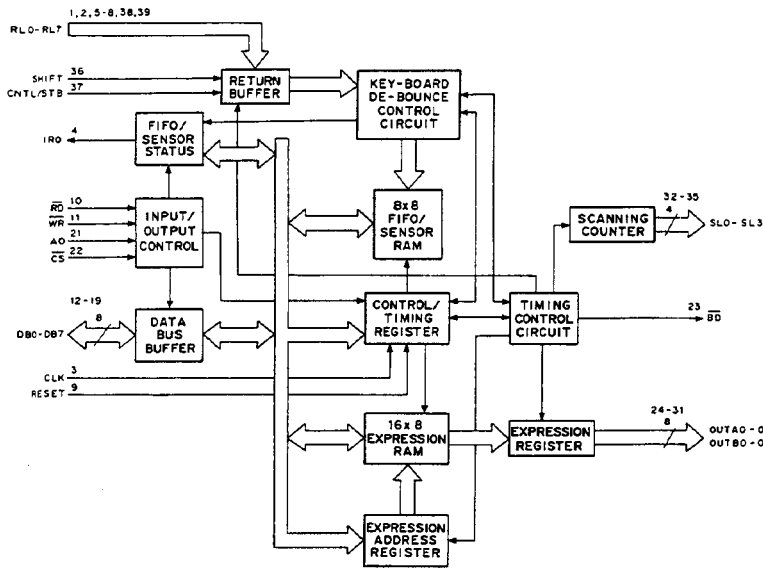 1, 2, 5-8, 38, 39
RL0-RL7
SHIFT 36
CNTL/STB 37
RETURN
BUFFER
KEY-BOARD
DE-BOUNCE
CONTROL
CIRCUIT
IRQ 4
FIFO/
SENSOR
STATUS
RD 10
WR 11
A0 21
CS 22
INPUT/
OUTPUT
CONTROL
8x8
FIFO/
SENSOR
RAM
SCANNING
COUNTER
32-35
4
SL0-SL3
12-19
8
DB0-DB7
DATA
BUS
BUFFER
CONTROL/
TIMING
REGISTER
TIMING
CONTROL
CIRCUIT
23
BD
CLK 3
RESET 9
16x8
EXPRESSION
RAM
EXPRESSION
REGISTER
24-31
8
OUTA0-0
OUTB0-0
EXPRESSION
ADDRESS
REGISTER